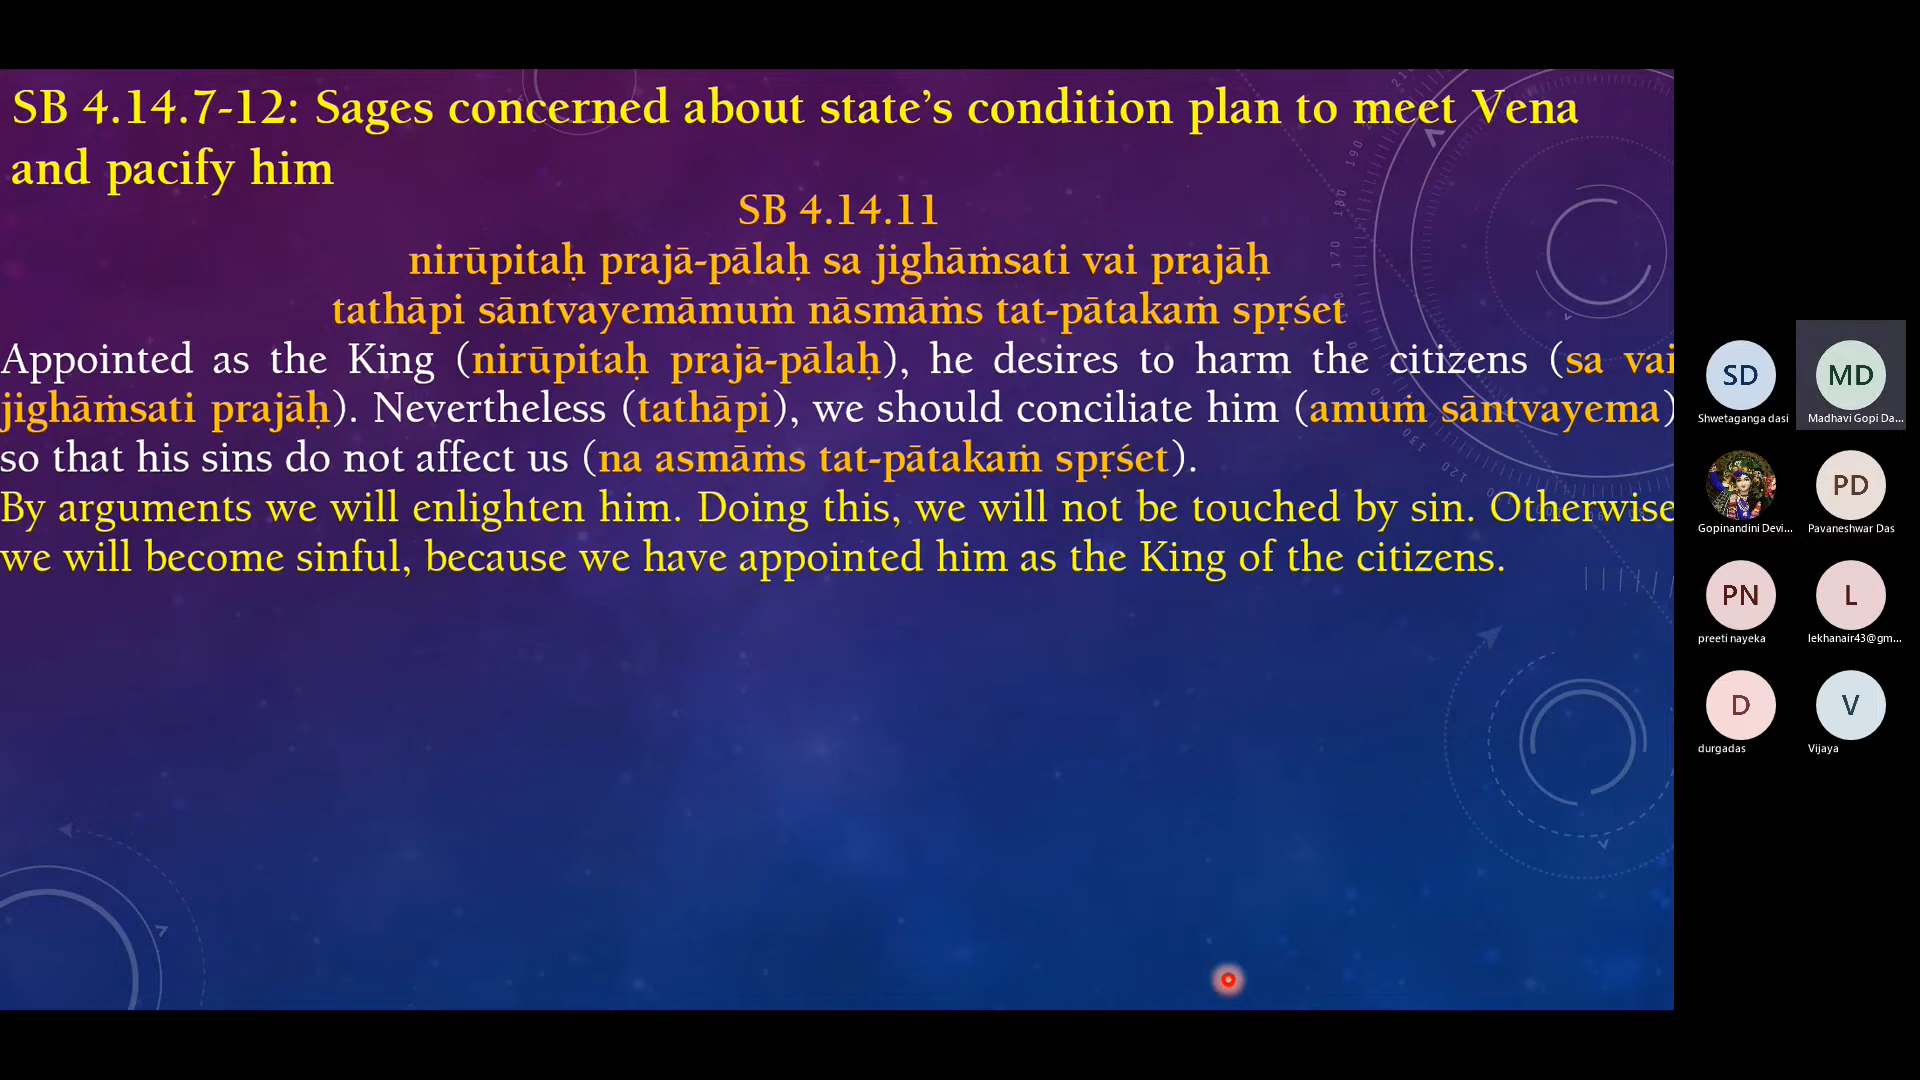 SB 4.14.7-12: Sages concerned about state’s condition plan to meet Vena
and pacify him
SB 4.14.11
nirūpitaḥ prajā-pālaḥ sa jighāṁsati vai prajāḥ
tathāpi sāntvayemāmuṁ nāsmāṁs tat-pātakaṁ spṛśet
Appointed as the King (nirūpitaḥ prajā-pālaḥ), he desires to harm the citizens (sa vai
jighāṁsati prajāḥ). Nevertheless (tathāpi), we should conciliate him (amuṁ sāntvayema)
so that his sins do not affect us (na asmāṁs tat-pātakaṁ spṛśet).
By arguments we will enlighten him. Doing this, we will not be touched by sin. Otherwise
we will become sinful, because we have appointed him as the King of the citizens.
SD
Shwetaganga dasi
MD
Madhavi Gopi Da...
Gopinandini Devi...
PD
Pavaneshwar Das
PN
preeti nayeka
L
lekhanair43@gm...
D
durgadas
V
Vijaya
190
180
170
130
120